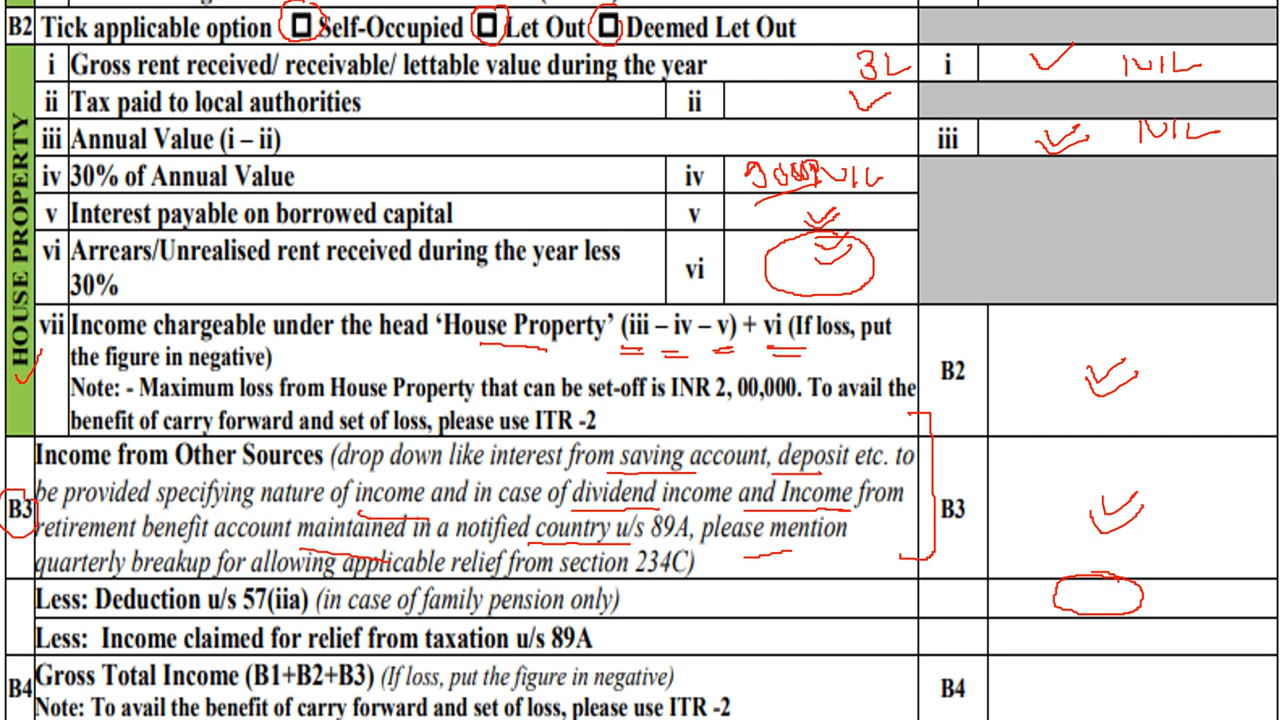 B2 Tick applicable option Self-Occupied Let Out Deemed Let Out
HOUSE PROPERTY
i Gross rent received/ receivable/ lettable value during the year 3L i NIL
ii Tax paid to local authorities ii
iii Annual Value (i – ii) iii NIL
iv 30% of Annual Value iv NIL
v Interest payable on borrowed capital v
vi Arrears/Unrealised rent received during the year less
30% vi
vii Income chargeable under the head ‘House Property’ (iii – iv – v) + vi (If loss, put
the figure in negative)
Note: - Maximum loss from House Property that can be set-off is INR 2, 00,000. To avail the B2
benefit of carry forward and set of loss, please use ITR -2
Income from Other Sources (drop down like interest from saving account, deposit etc. to
be provided specifying nature of income and in case of dividend income and Income from
B3 retirement benefit account maintained in a notified country u/s 89A, please mention B3
quarterly breakup for allowing applicable relief from section 234C)
Less: Deduction u/s 57(iia) (in case of family pension only)
Less: Income claimed for relief from taxation u/s 89A
B4 Gross Total Income (B1+B2+B3) (If loss, put the figure in negative) B4
Note: To avail the benefit of carry forward and set of loss, please use ITR -2